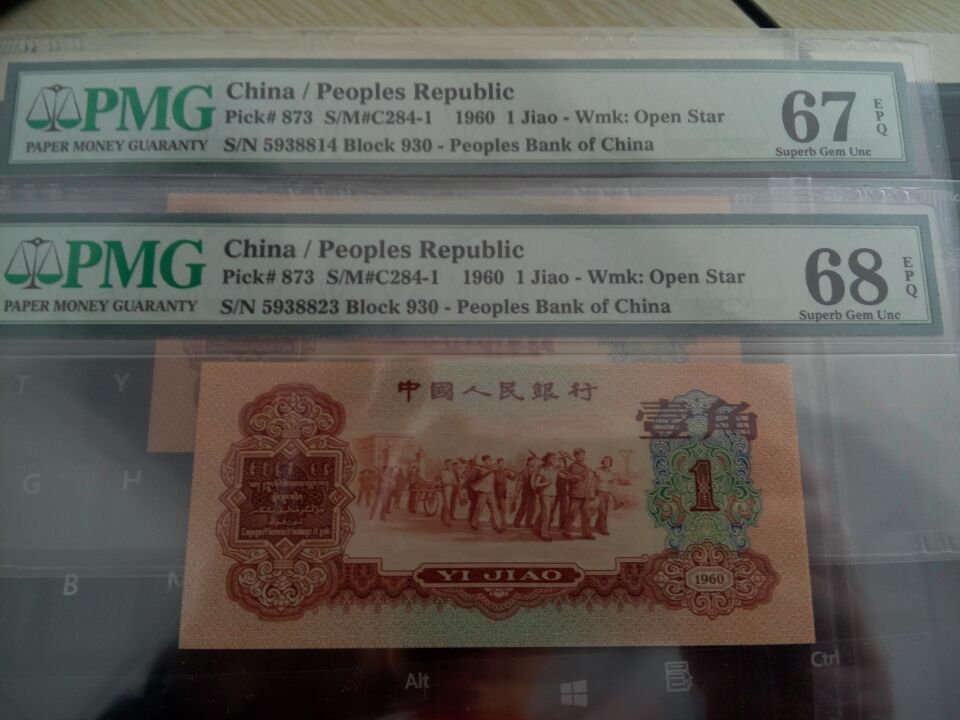 PMG
PAPER MONEY GUARANTY
China / Peoples Republic
Pick# 873 S/M#C284-1 1960 1 Jiao - Wmk: Open Star
S/N 5938814 Block 930 - Peoples Bank of China
67 EPQ
Superb Gem Unc
PMG
PAPER MONEY GUARANTY
China / Peoples Republic
Pick# 873 S/M#C284-1 1960 1 Jiao - Wmk: Open Star
S/N 5938823 Block 930 - Peoples Bank of China
68 EPQ
Superb Gem Unc
中國人民銀行
壹角
1
YI JIAO
1960
T Y
G H
B
Alt
Ctrl